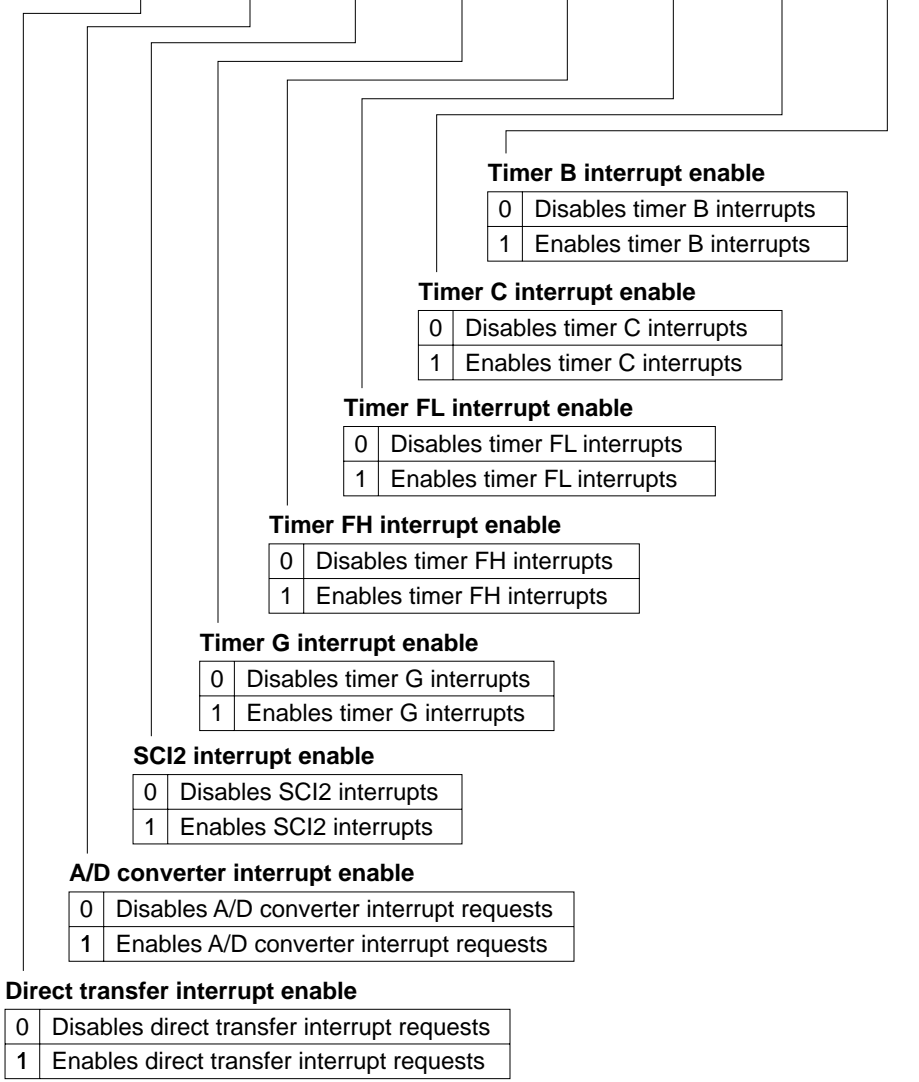 Timer B interrupt enable
0 Disables timer B interrupts
1 Enables timer B interrupts
Timer C interrupt enable
0 Disables timer C interrupts
1 Enables timer C interrupts
Timer FL interrupt enable
0 Disables timer FL interrupts
1 Enables timer FL interrupts
Timer FH interrupt enable
0 Disables timer FH interrupts
1 Enables timer FH interrupts
Timer G interrupt enable
0 Disables timer G interrupts
1 Enables timer G interrupts
SCI2 interrupt enable
0 Disables SCI2 interrupts
1 Enables SCI2 interrupts
A/D converter interrupt enable
0 Disables A/D converter interrupt requests
1 Enables A/D converter interrupt requests
Direct transfer interrupt enable
0 Disables direct transfer interrupt requests
1 Enables direct transfer interrupt requests